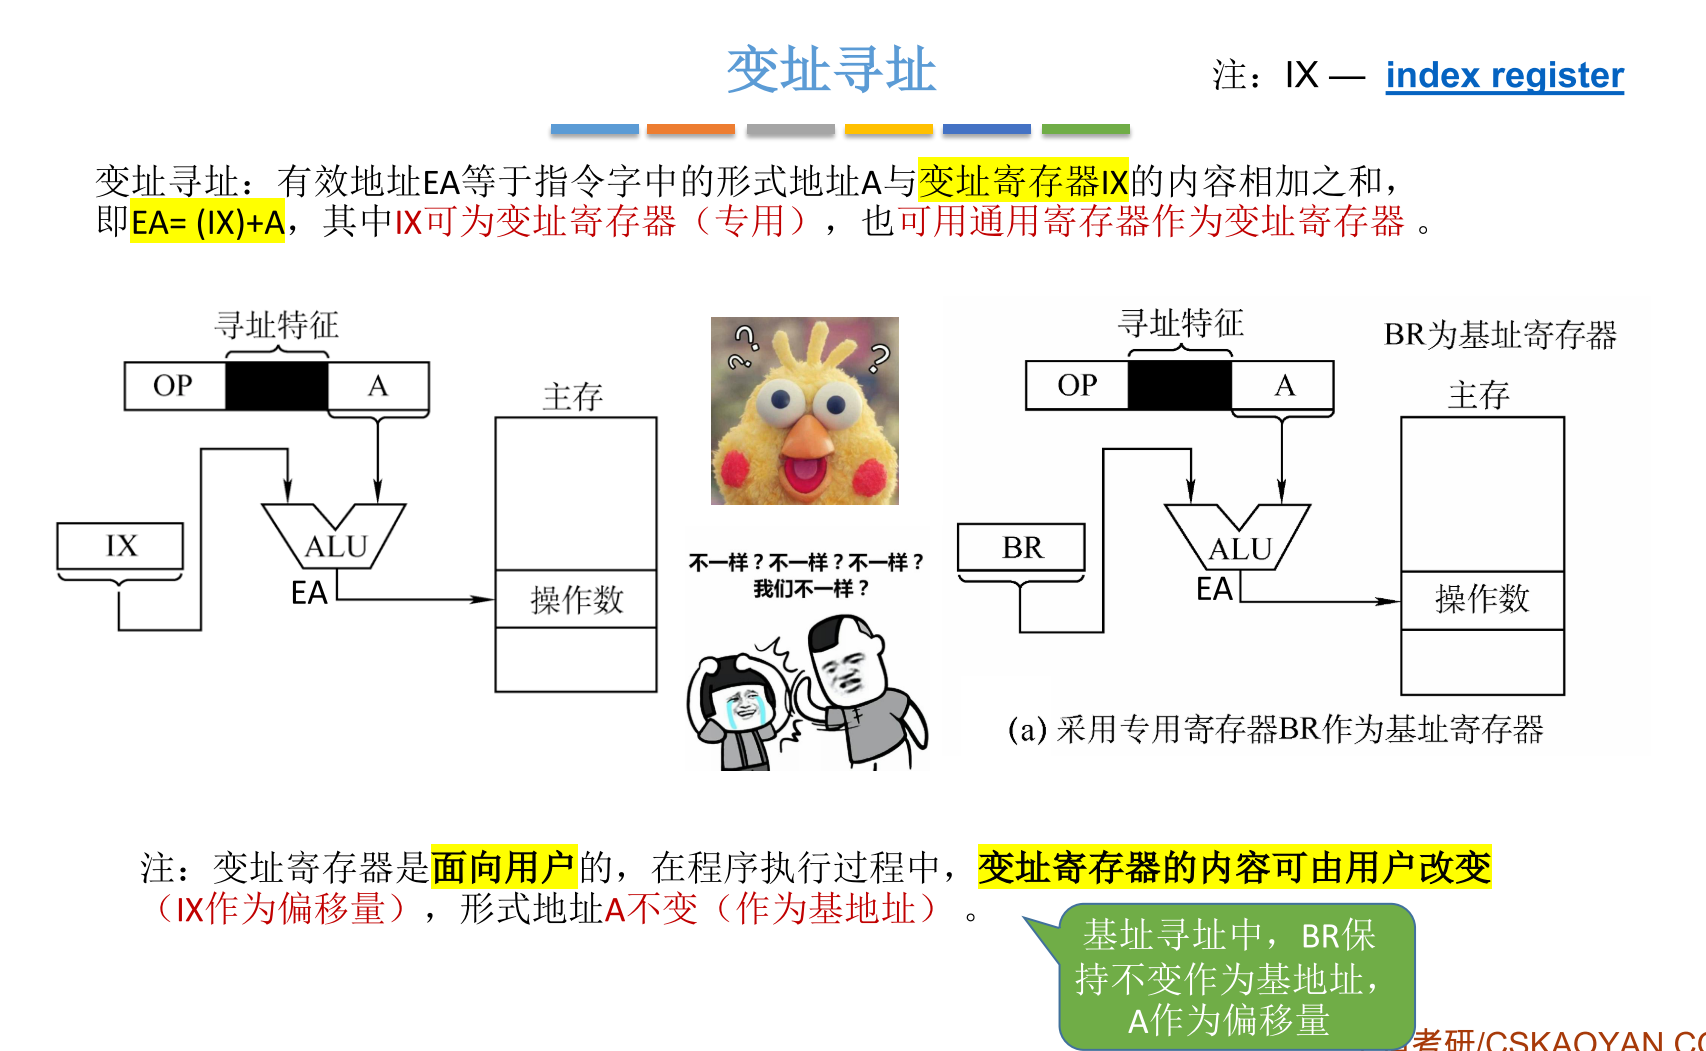 变址寻址
注：IX — index register
变址寻址：有效地址EA等于指令字中的形式地址A与变址寄存器IX的内容相加之和，
即EA= (IX)+A，其中IX可为变址寄存器（专用），也可用通用寄存器作为变址寄存器 。
寻址特征
OP
A
主存
IX
ALU
EA
操作数
? ? ?
不一样？不一样？不一样？
我们不一样？
寻址特征
BR为基址寄存器
OP
A
主存
BR
ALU
EA
操作数
(a) 采用专用寄存器BR作为基址寄存器
注：变址寄存器是面向用户的，在程序执行过程中，变址寄存器的内容可由用户改变
（IX作为偏移量），形式地址A不变（作为基地址） 。
基址寻址中，BR保
持不变作为基地址，
A作为偏移量
考研/CSKAOYAN.CO